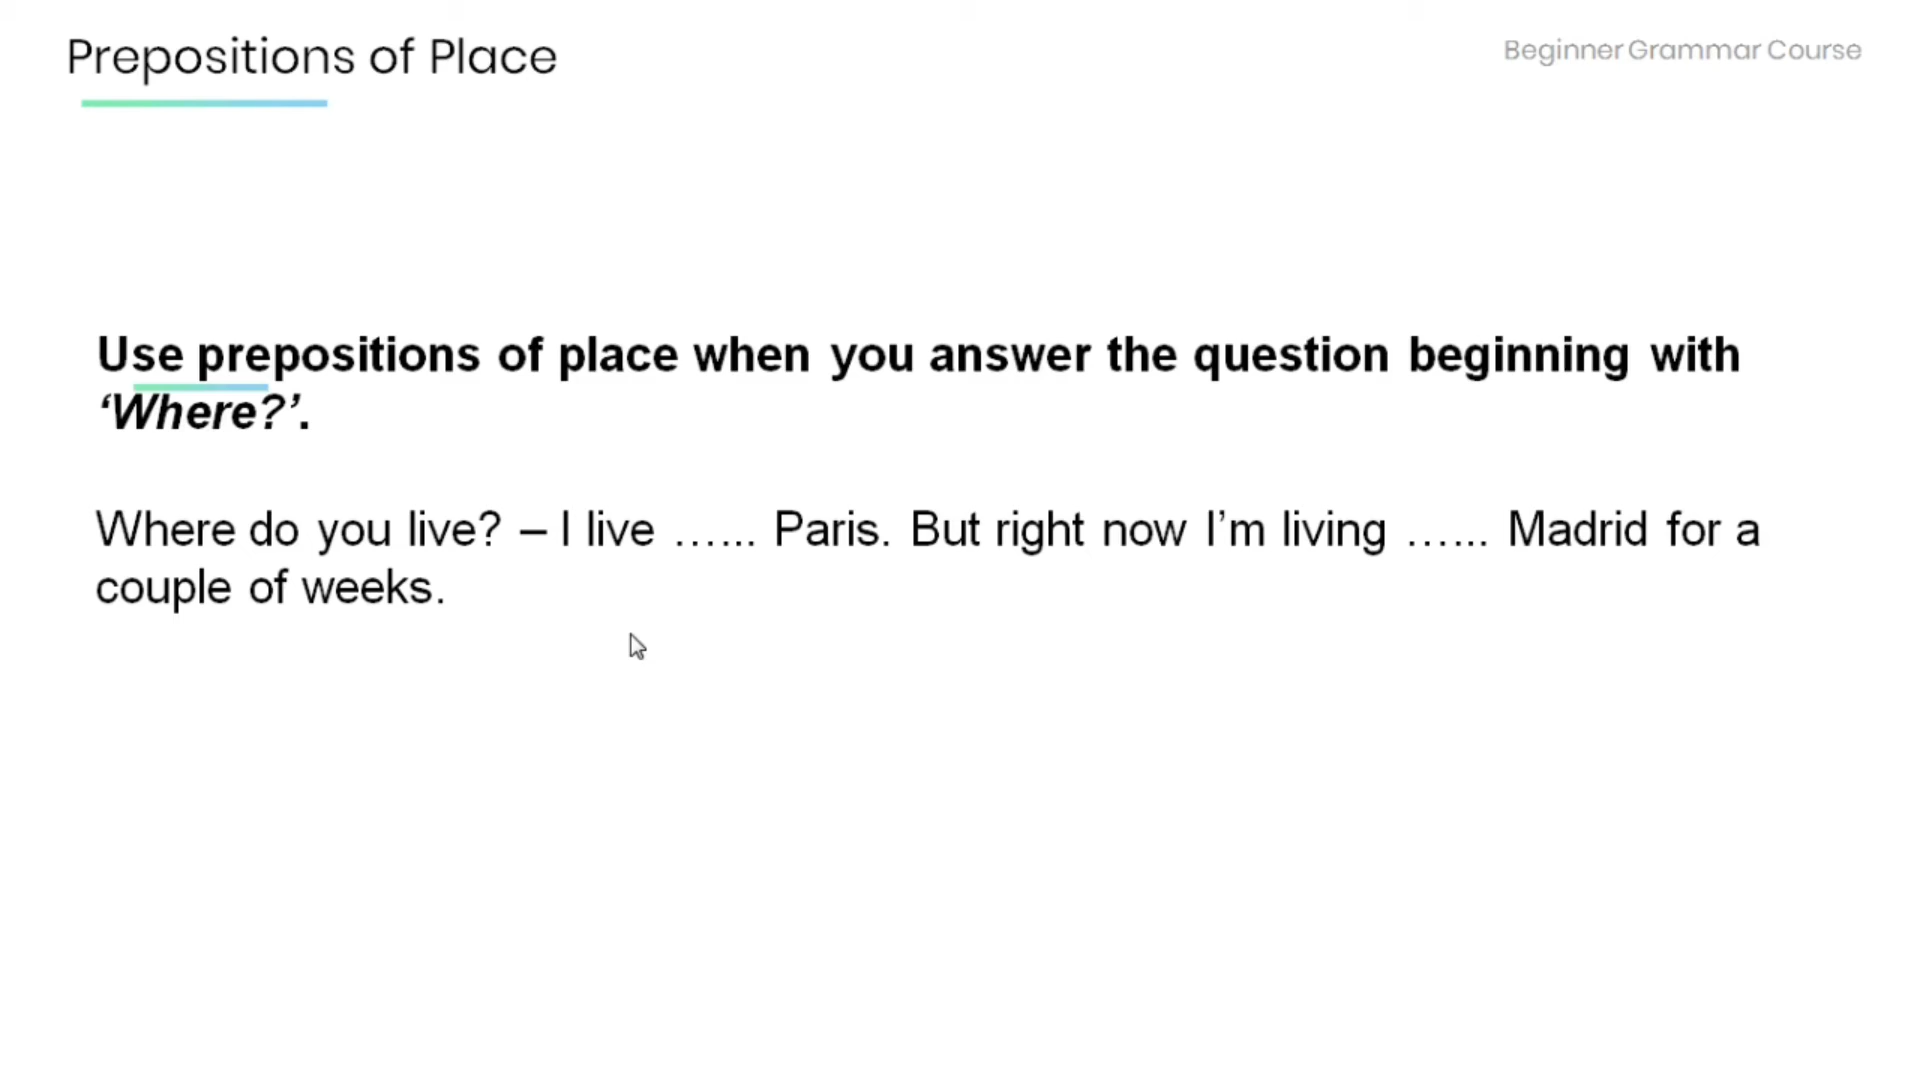 Prepositions of Place
Beginner Grammar Course
Use prepositions of place when you answer the question beginning with
‘Where?’.
Where do you live? – I live …... Paris. But right now I’m living …... Madrid for a
couple of weeks.